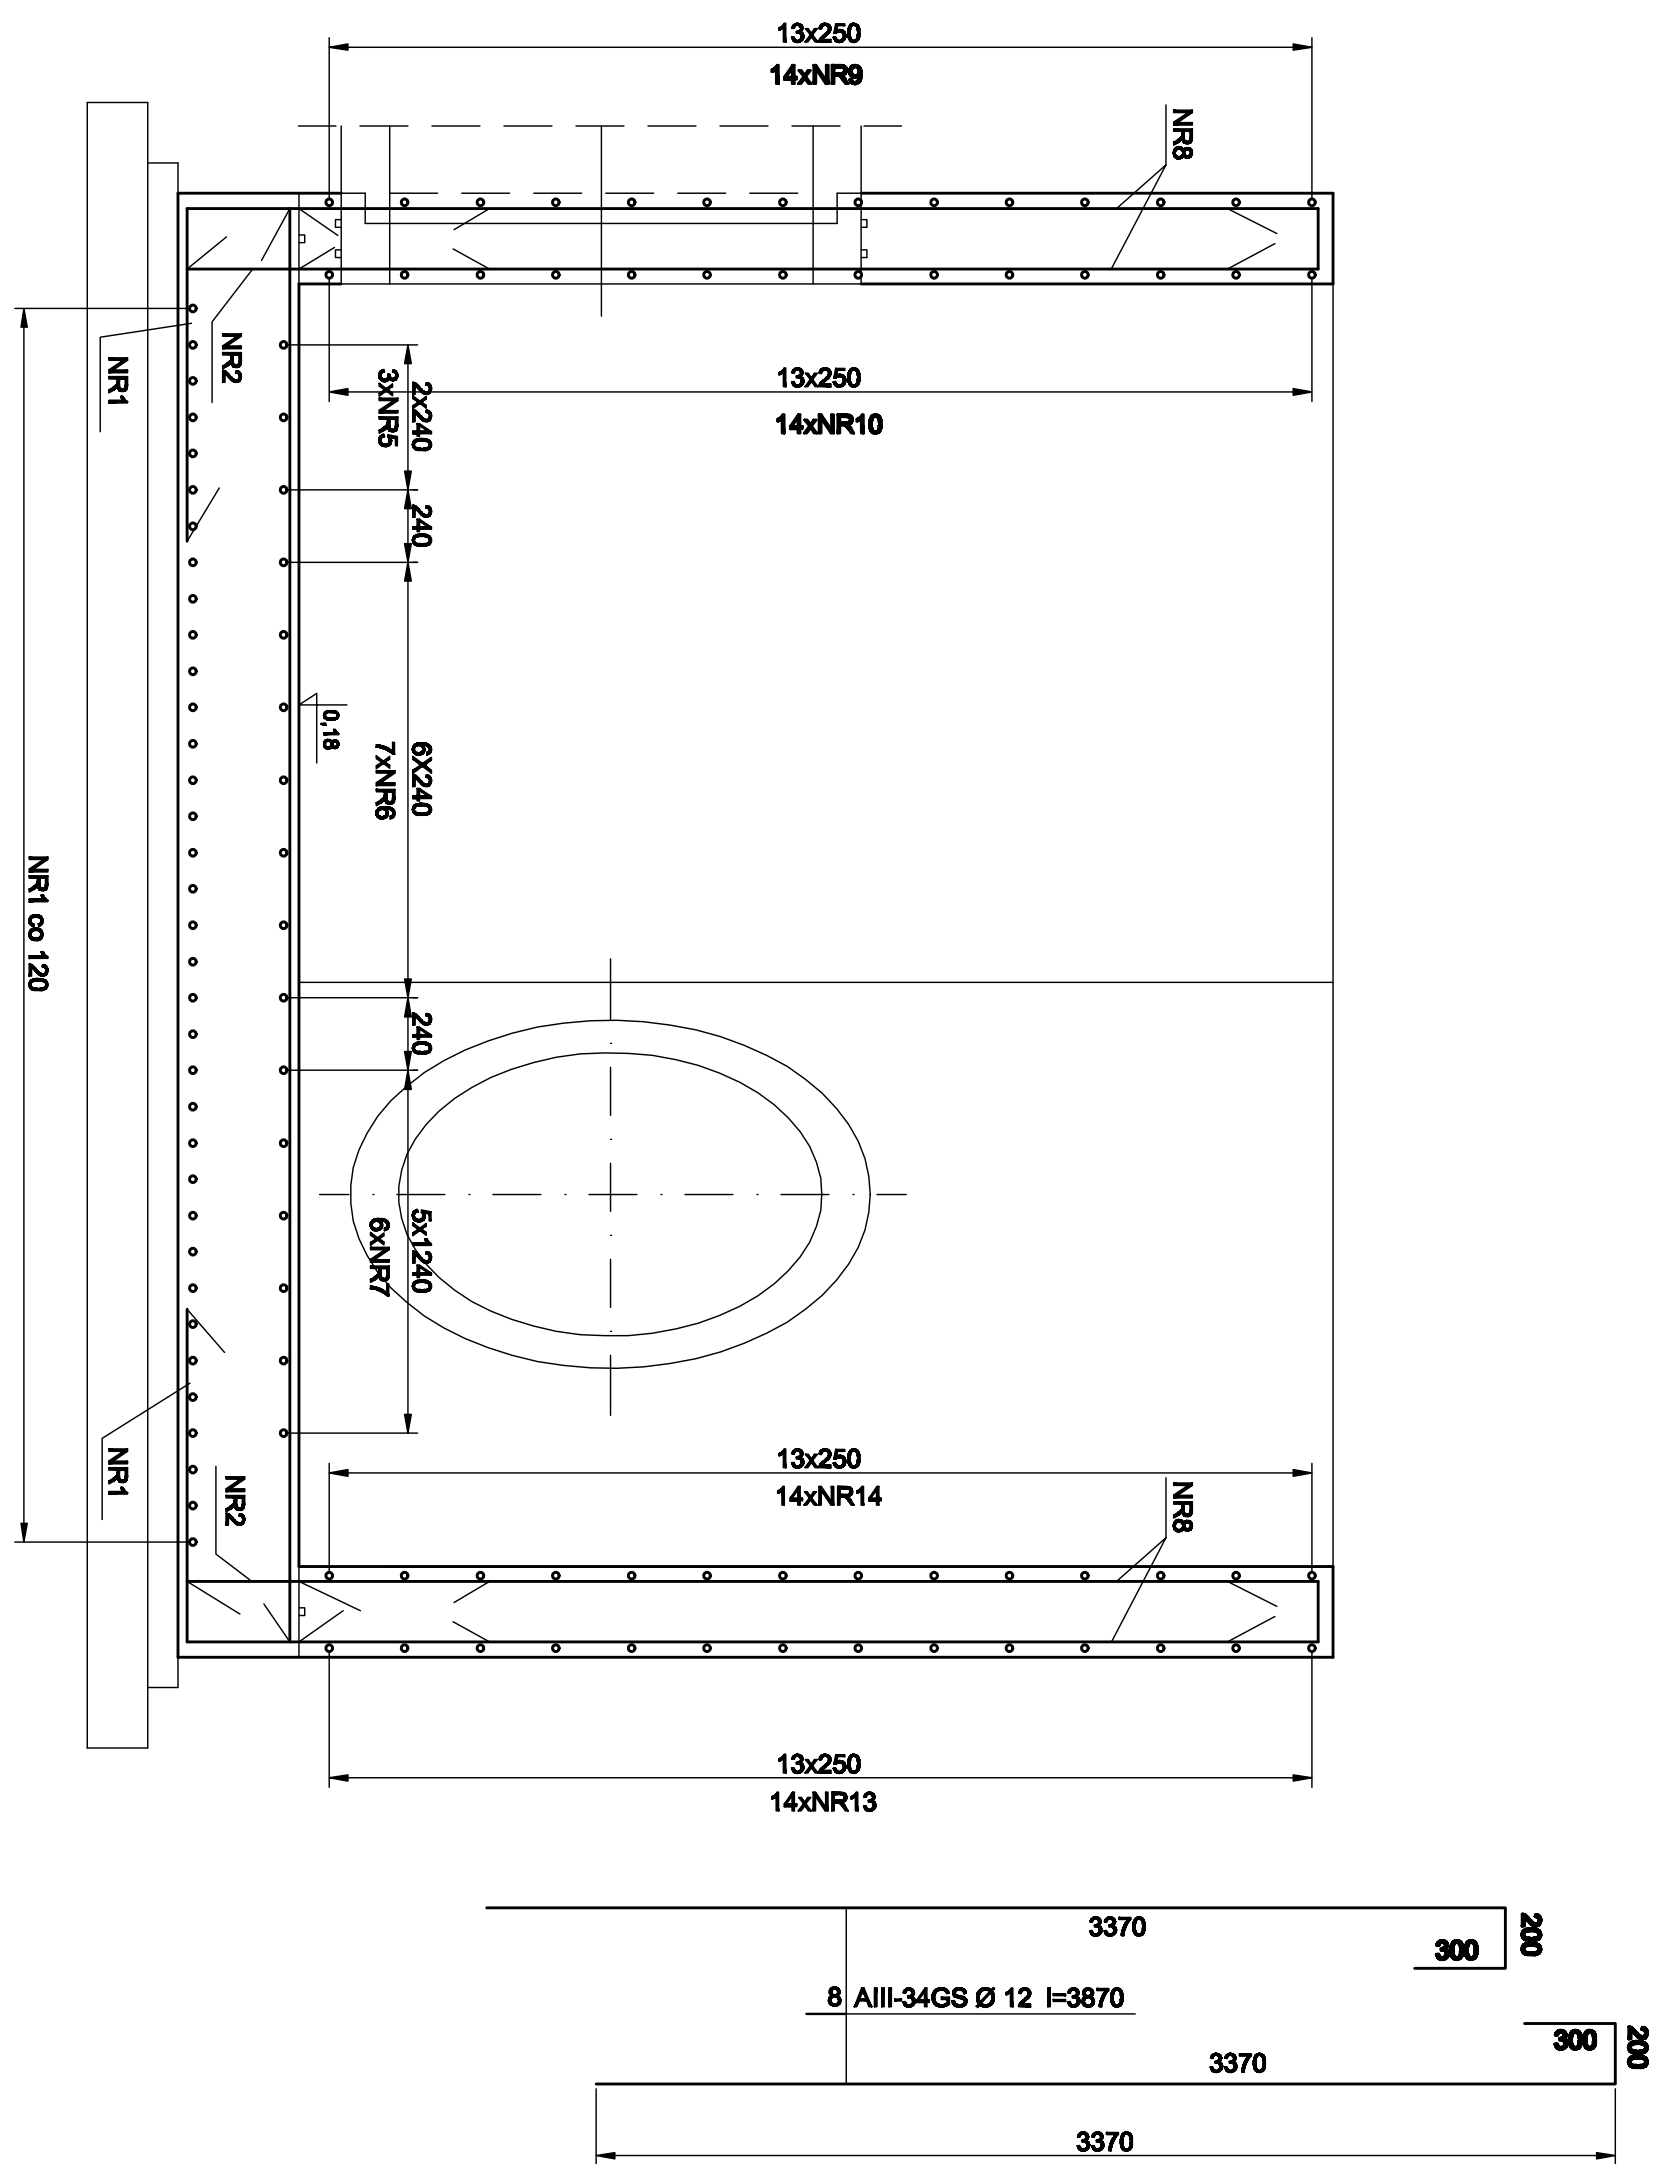 13x250
14xNR9
NR8
NR2
NR1
2x240
3xNR5
13x250
14xNR10
240
0,18
6X240
7xNR6
NR1 co 120
240
5x1240
6xNR7
NR1
NR2
13x250
14xNR14
NR8
13x250
14xNR13
3370
200
300
8 AIII-34GS Ø 12 l=3870
300
200
3370
3370